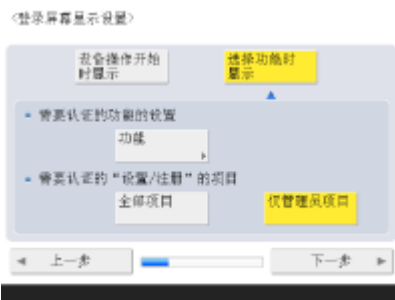 <登录屏幕显示设置>
设备操作开始
时显示
选择功能时
显示
需要认证的功能的设置
功能
需要认证的“设置/注册”的项目
全部项目
仅管理员项目
上一步
下一步